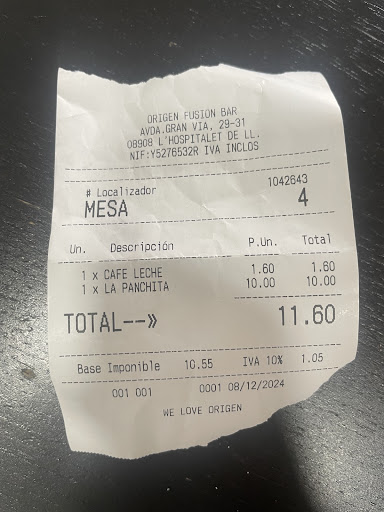 ORIGEN FUSION BAR
AVDA.GRAN VIA, 29-31
08908 L'HOSPITALET DE LL.
NIF:Y5276532R IVA INCLOS
# Localizador 1042643
MESA 4
Un. Descripción P.Un. Total
1 x CAFE LECHE 1.60 1.60
1 x LA PANCHITA 10.00 10.00
TOTAL--» 11.60
Base Imponible 10.55 IVA 10% 1.05
001 001 0001 08/12/2024
WE LOVE ORIGEN